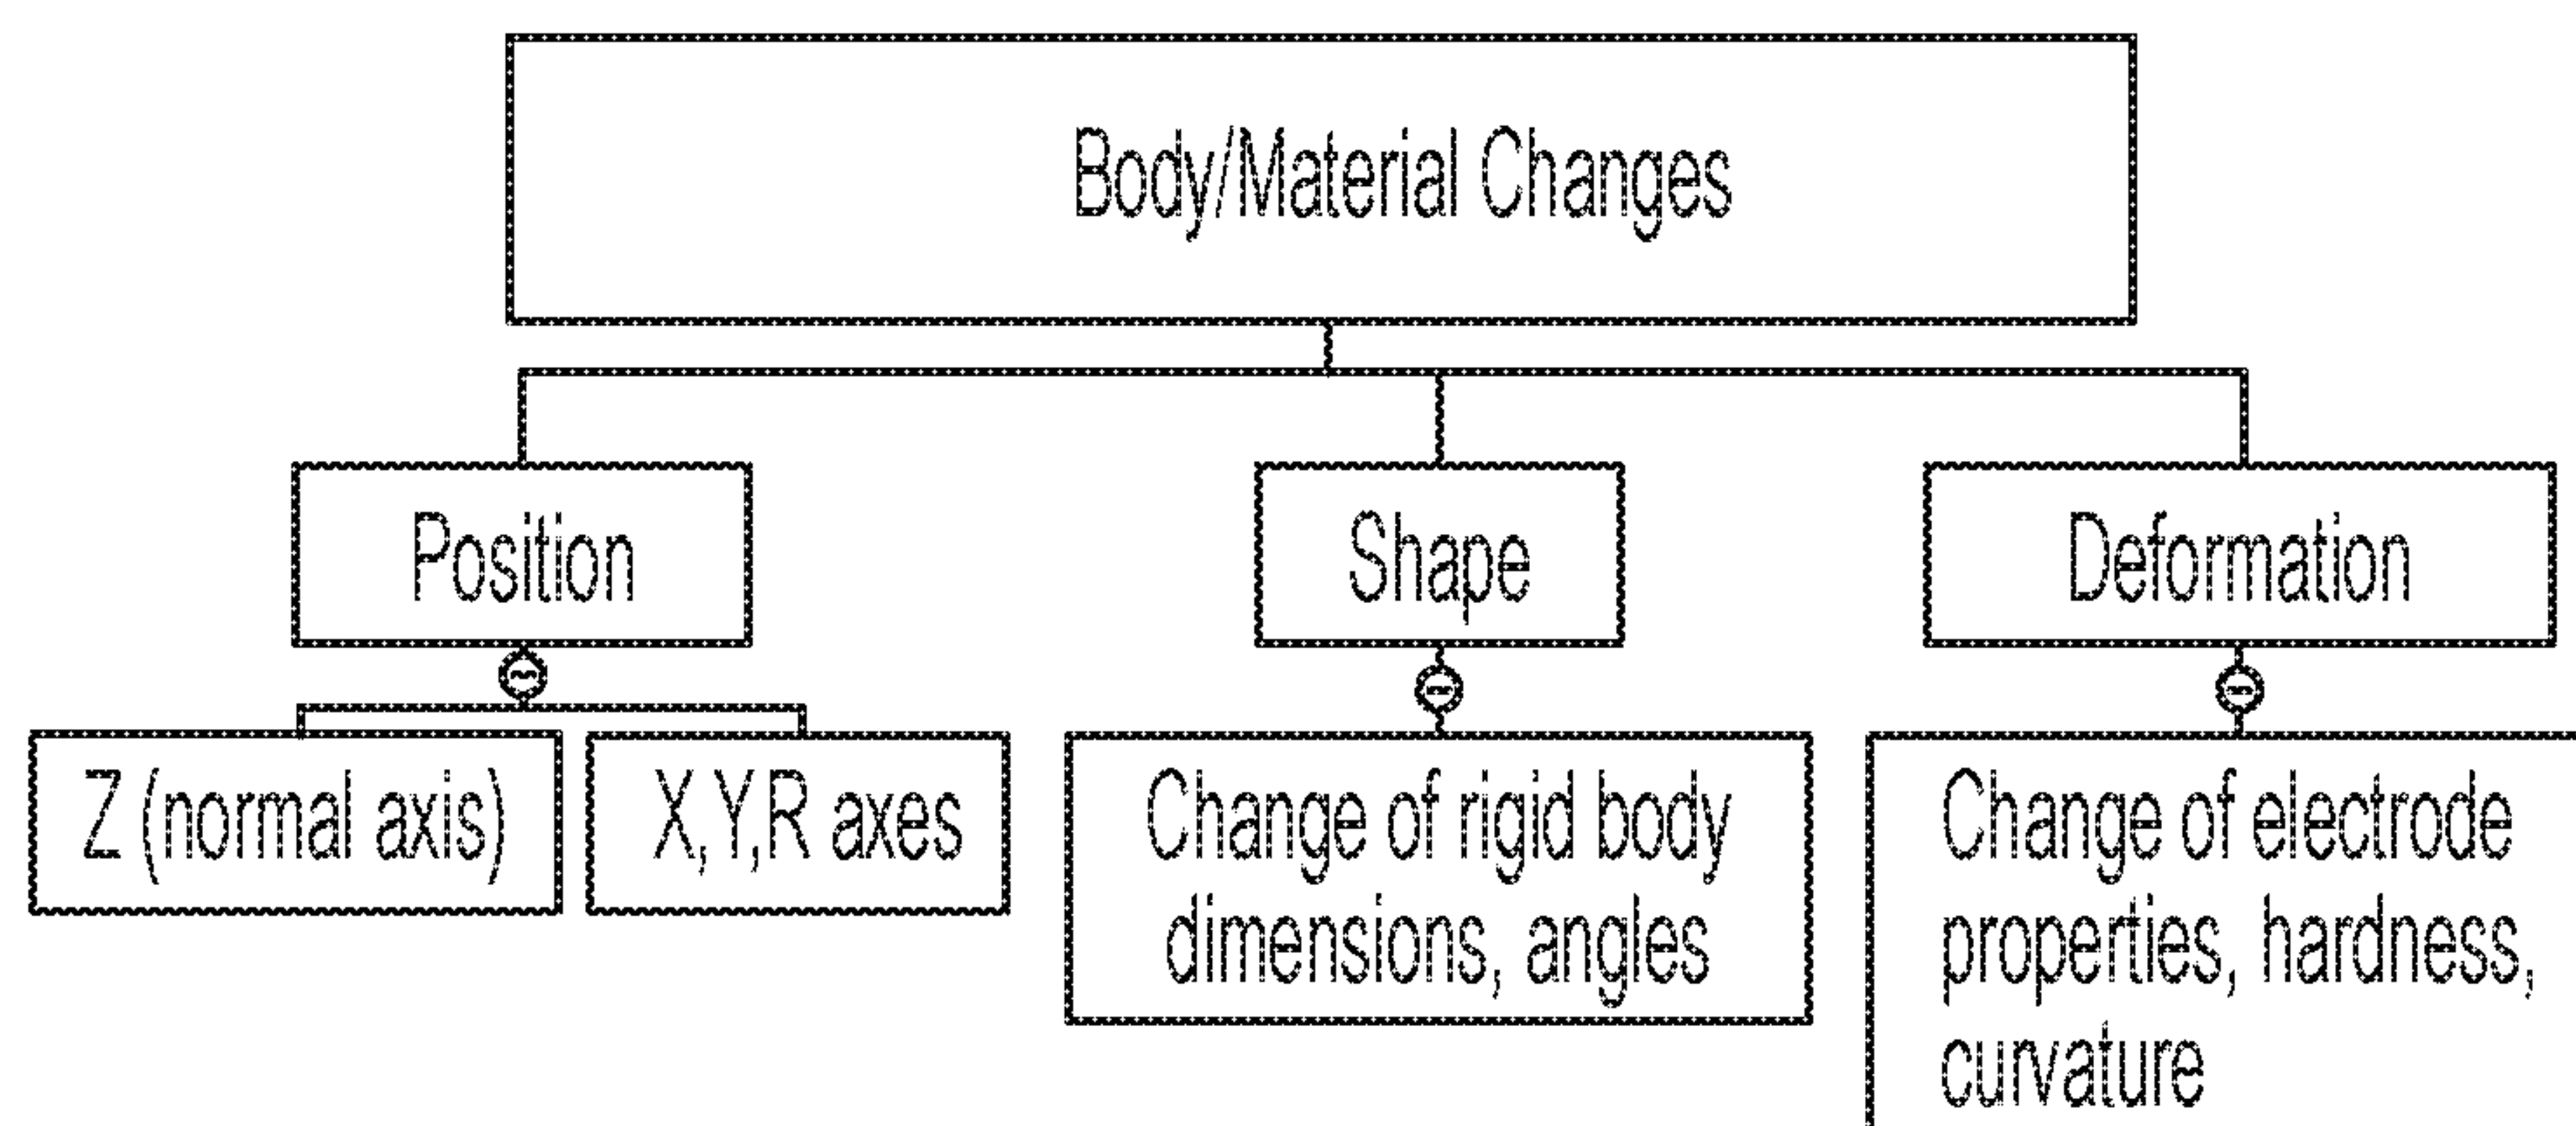 Body/Material Changes
Position
Shape
Deformation
Z (normal axis)
X,Y,R axes
Change of rigid body
dimensions, angles
Change of electrode
properties, hardness,
curvature